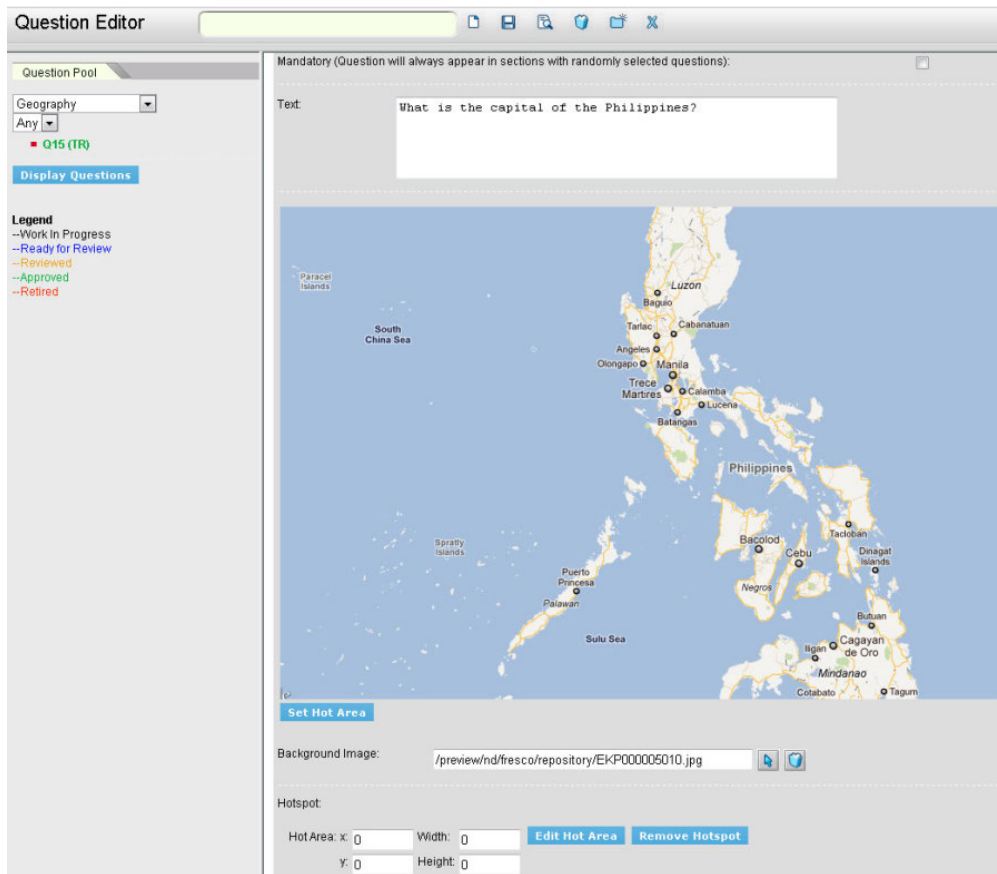 Question Editor
Question Pool
Geography
Any
Q15 (TR)
Display Questions
Legend
--Work In Progress
--Ready for Review
--Reviewed
--Approved
--Retired
Mandatory (Question will always appear in sections with randomly selected questions):
Text:
What is the capital of the Philippines?
Paracel
Islands
Luzon
Baguio
South
China Sea
Tarlac
Cabanatuan
Angeles
Olongapo
Manila
Trece
Martires
Calamba
Lucena
Batangas
Philippines
Tacloban
Spratly
Islands
Bacolod
Cebu
Dinagat
Islands
Puerto
Princesa
Negros
Palawan
Butuan
Sulu Sea
Iligan
Cagayan
de Oro
Mindanao
Cotabato
Tagum
Set Hot Area
Background Image:
/preview/nd/fresco/repository/EKP000005010.jpg
Hotspot:
Hot Area: x: 0 Width: 0 Edit Hot Area Remove Hotspot
y: 0 Height: 0